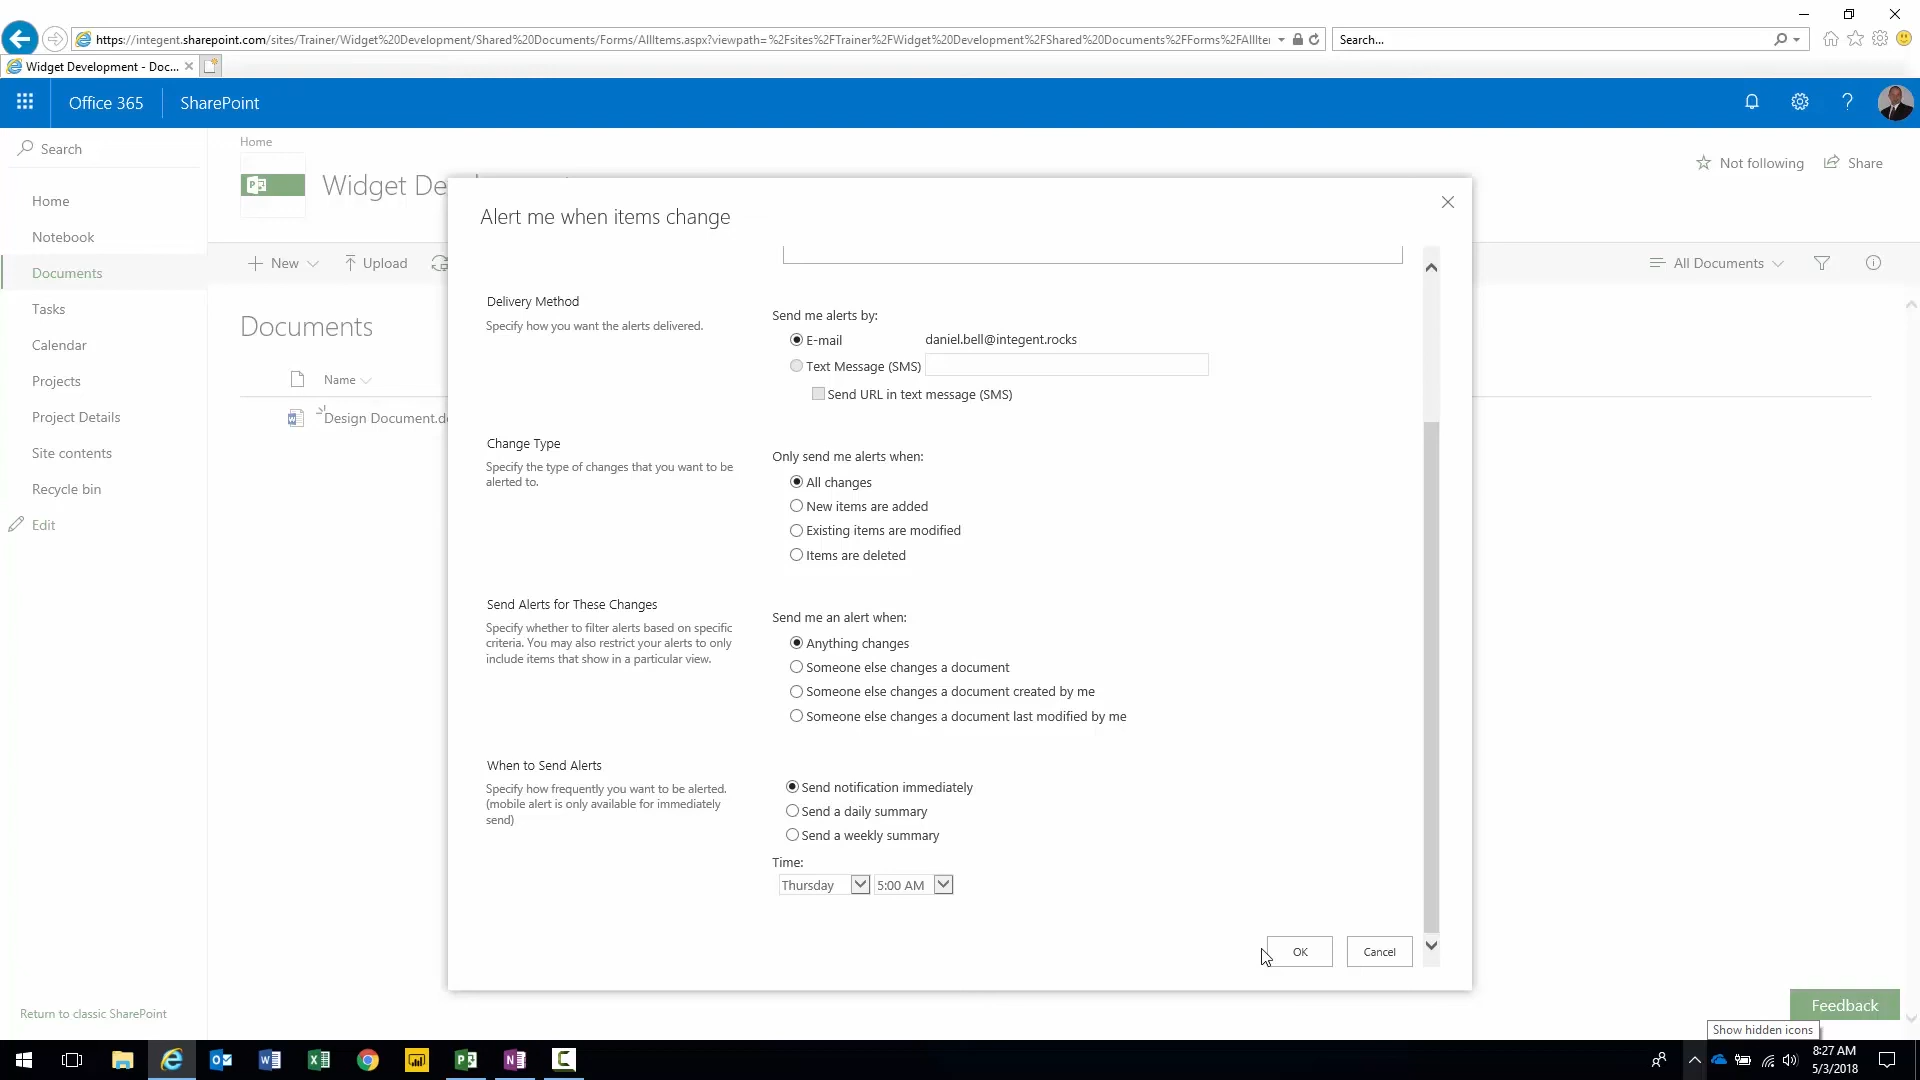 https://integent.sharepoint.com/sites/Trainer/Widget%20Development/Shared%20Documents/Forms/AllItems.aspx?viewpath=%2Fsites%2FTrainer%2FWidget%20Development%2FShared%20Documents%2FForms%2FAllIter
Search...
Widget Development - Doc...
Office 365
SharePoint
?
Search
Home
Notebook
Documents
Tasks
Calendar
Projects
Project Details
Site contents
Recycle bin
Edit
Return to classic SharePoint
Home
Widget De
Not following
Share
New
Upload
All Documents
Documents
Name
Design Document.d
Alert me when items change
Delivery Method
Specify how you want the alerts delivered.
Send me alerts by:
E-mail
daniel.bell@integent.rocks
Text Message (SMS)
Send URL in text message (SMS)
Change Type
Specify the type of changes that you want to be
alerted to.
Only send me alerts when:
All changes
New items are added
Existing items are modified
Items are deleted
Send Alerts for These Changes
Specify whether to filter alerts based on specific
criteria. You may also restrict your alerts to only
include items that show in a particular view.
Send me an alert when:
Anything changes
Someone else changes a document
Someone else changes a document created by me
Someone else changes a document last modified by me
When to Send Alerts
Specify how frequently you want to be alerted.
(mobile alert is only available for immediately
send)
Send notification immediately
Send a daily summary
Send a weekly summary
Time:
Thursday
5:00 AM
OK
Cancel
Feedback
Show hidden icons
8:27 AM
5/3/2018